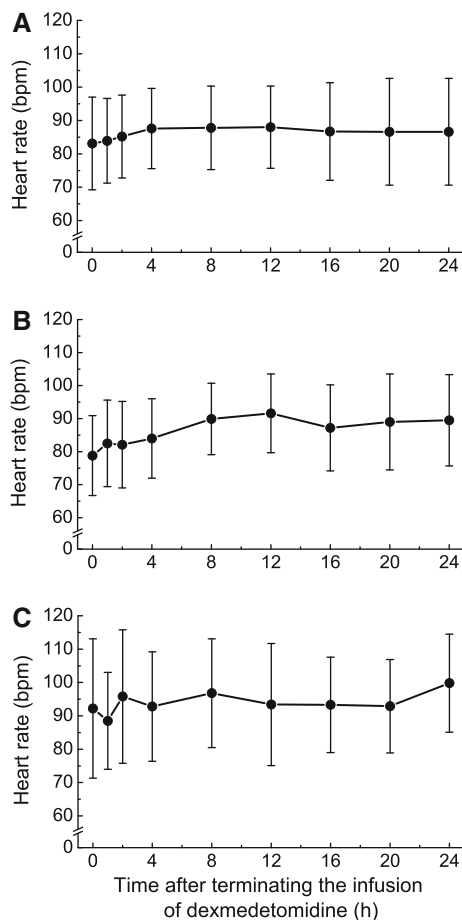 A
Heart rate (bpm)
120
110
100
90
80
70
60
0
0 4 8 12 16 20 24
B
Heart rate (bpm)
120
110
100
90
80
70
60
0
0 4 8 12 16 20 24
C
Heart rate (bpm)
120
110
100
90
80
70
60
0
0 4 8 12 16 20 24
Time after terminating the infusion
of dexmedetomidine (h)